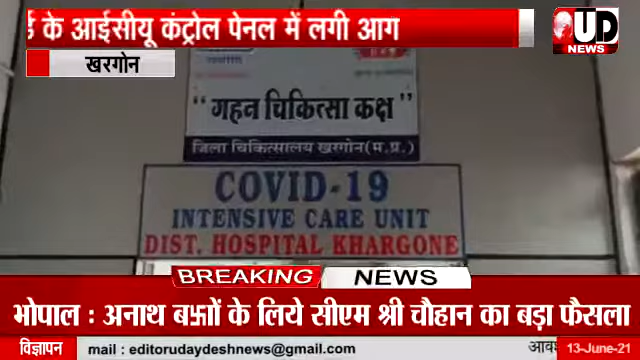 के आईसीयू कंट्रोल पेनल में लगी आग
UD
NEWS
खरगोन
"गहन चिकित्सा कक्ष"
जिला चिकित्सालय खरगोन(म.प्र.)
COVID-19
INTENSIVE CARE UNIT
DIST. HOSPITAL KHARGONE
BREAKING NEWS
भोपाल : अनाथ बच्चों के लिये सीएम श्री चौहान का बड़ा फैसला
विज्ञापन mail : editorudaydeshnews@gmail.com 13-June-21